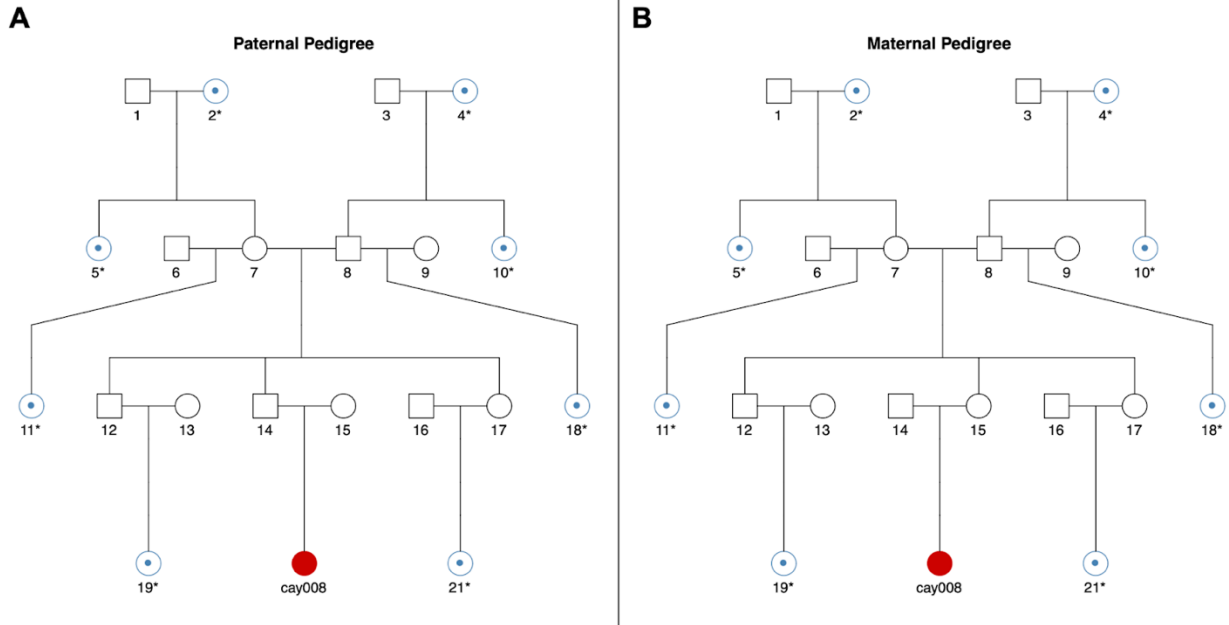 A
Paternal Pedigree
1 2* 3 4*
5* 6 7 8 9 10*
11* 12 13 14 15 16 17 18*
19* cay008 21*
B
Maternal Pedigree
1 2* 3 4*
5* 6 7 8 9 10*
11* 12 13 14 15 16 17 18*
19* cay008 21*